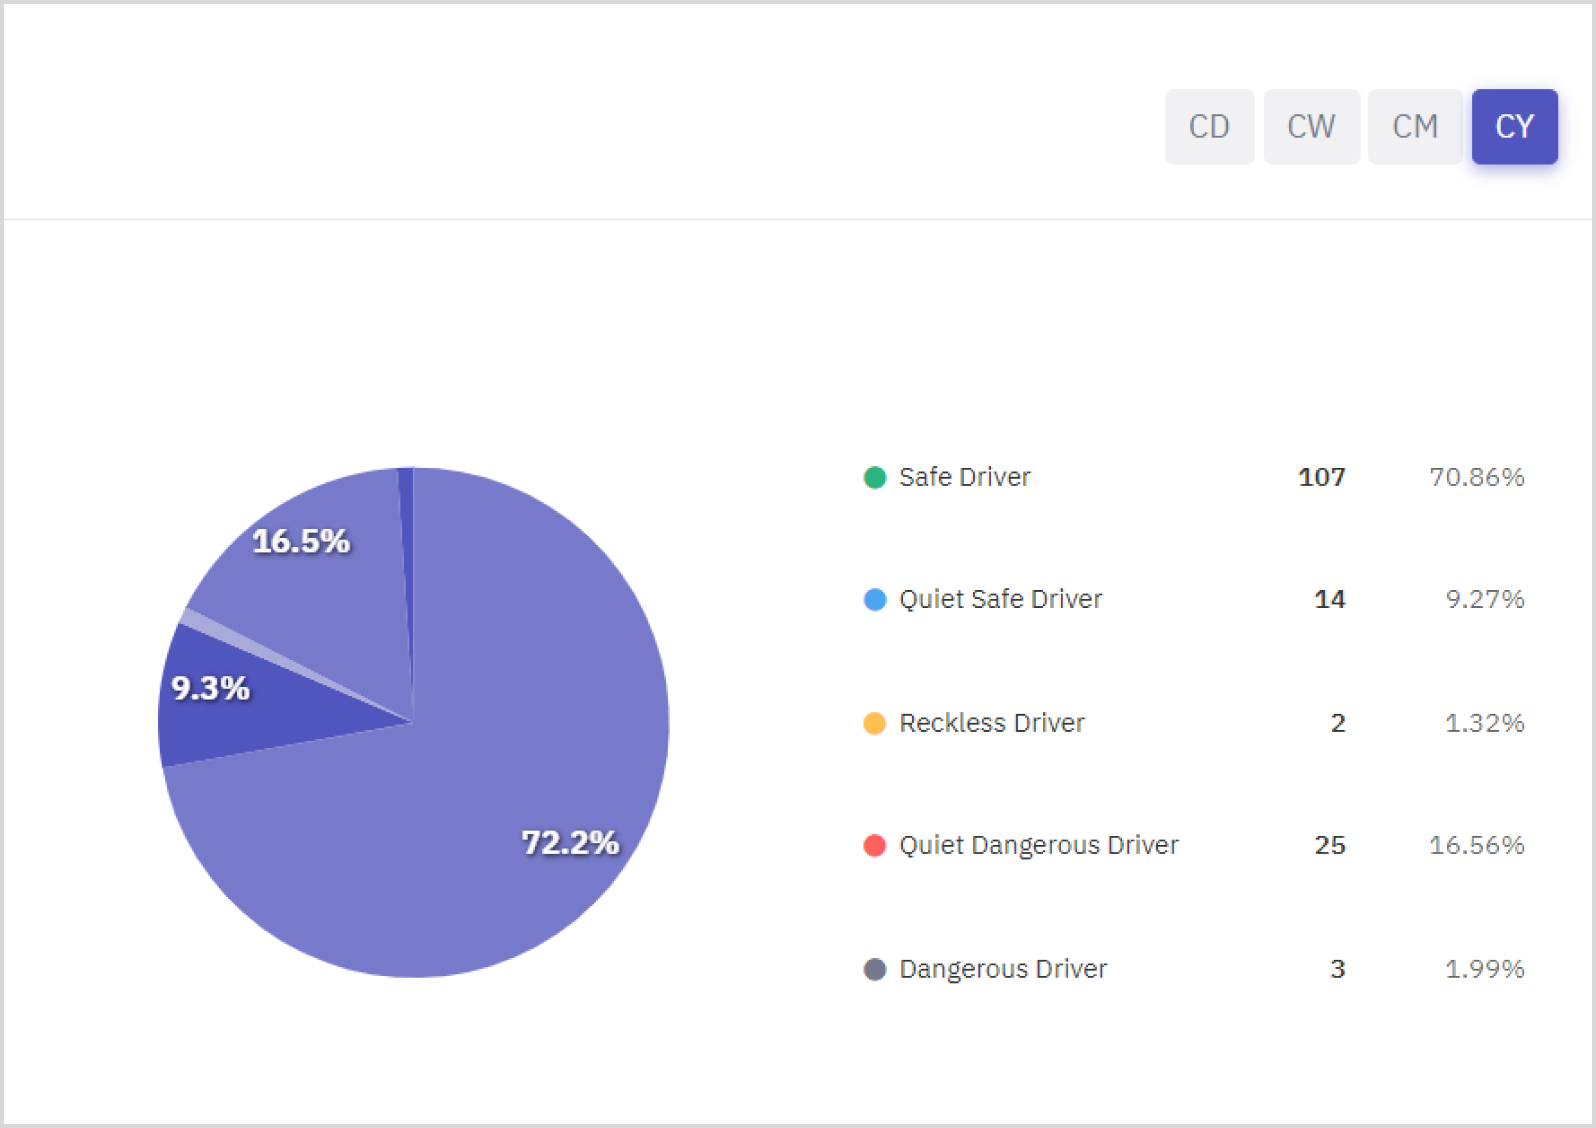 CD CW CM CY
16.5%
9.3%
72.2%
Safe Driver 107 70.86%
Quiet Safe Driver 14 9.27%
Reckless Driver 2 1.32%
Quiet Dangerous Driver 25 16.56%
Dangerous Driver 3 1.99%